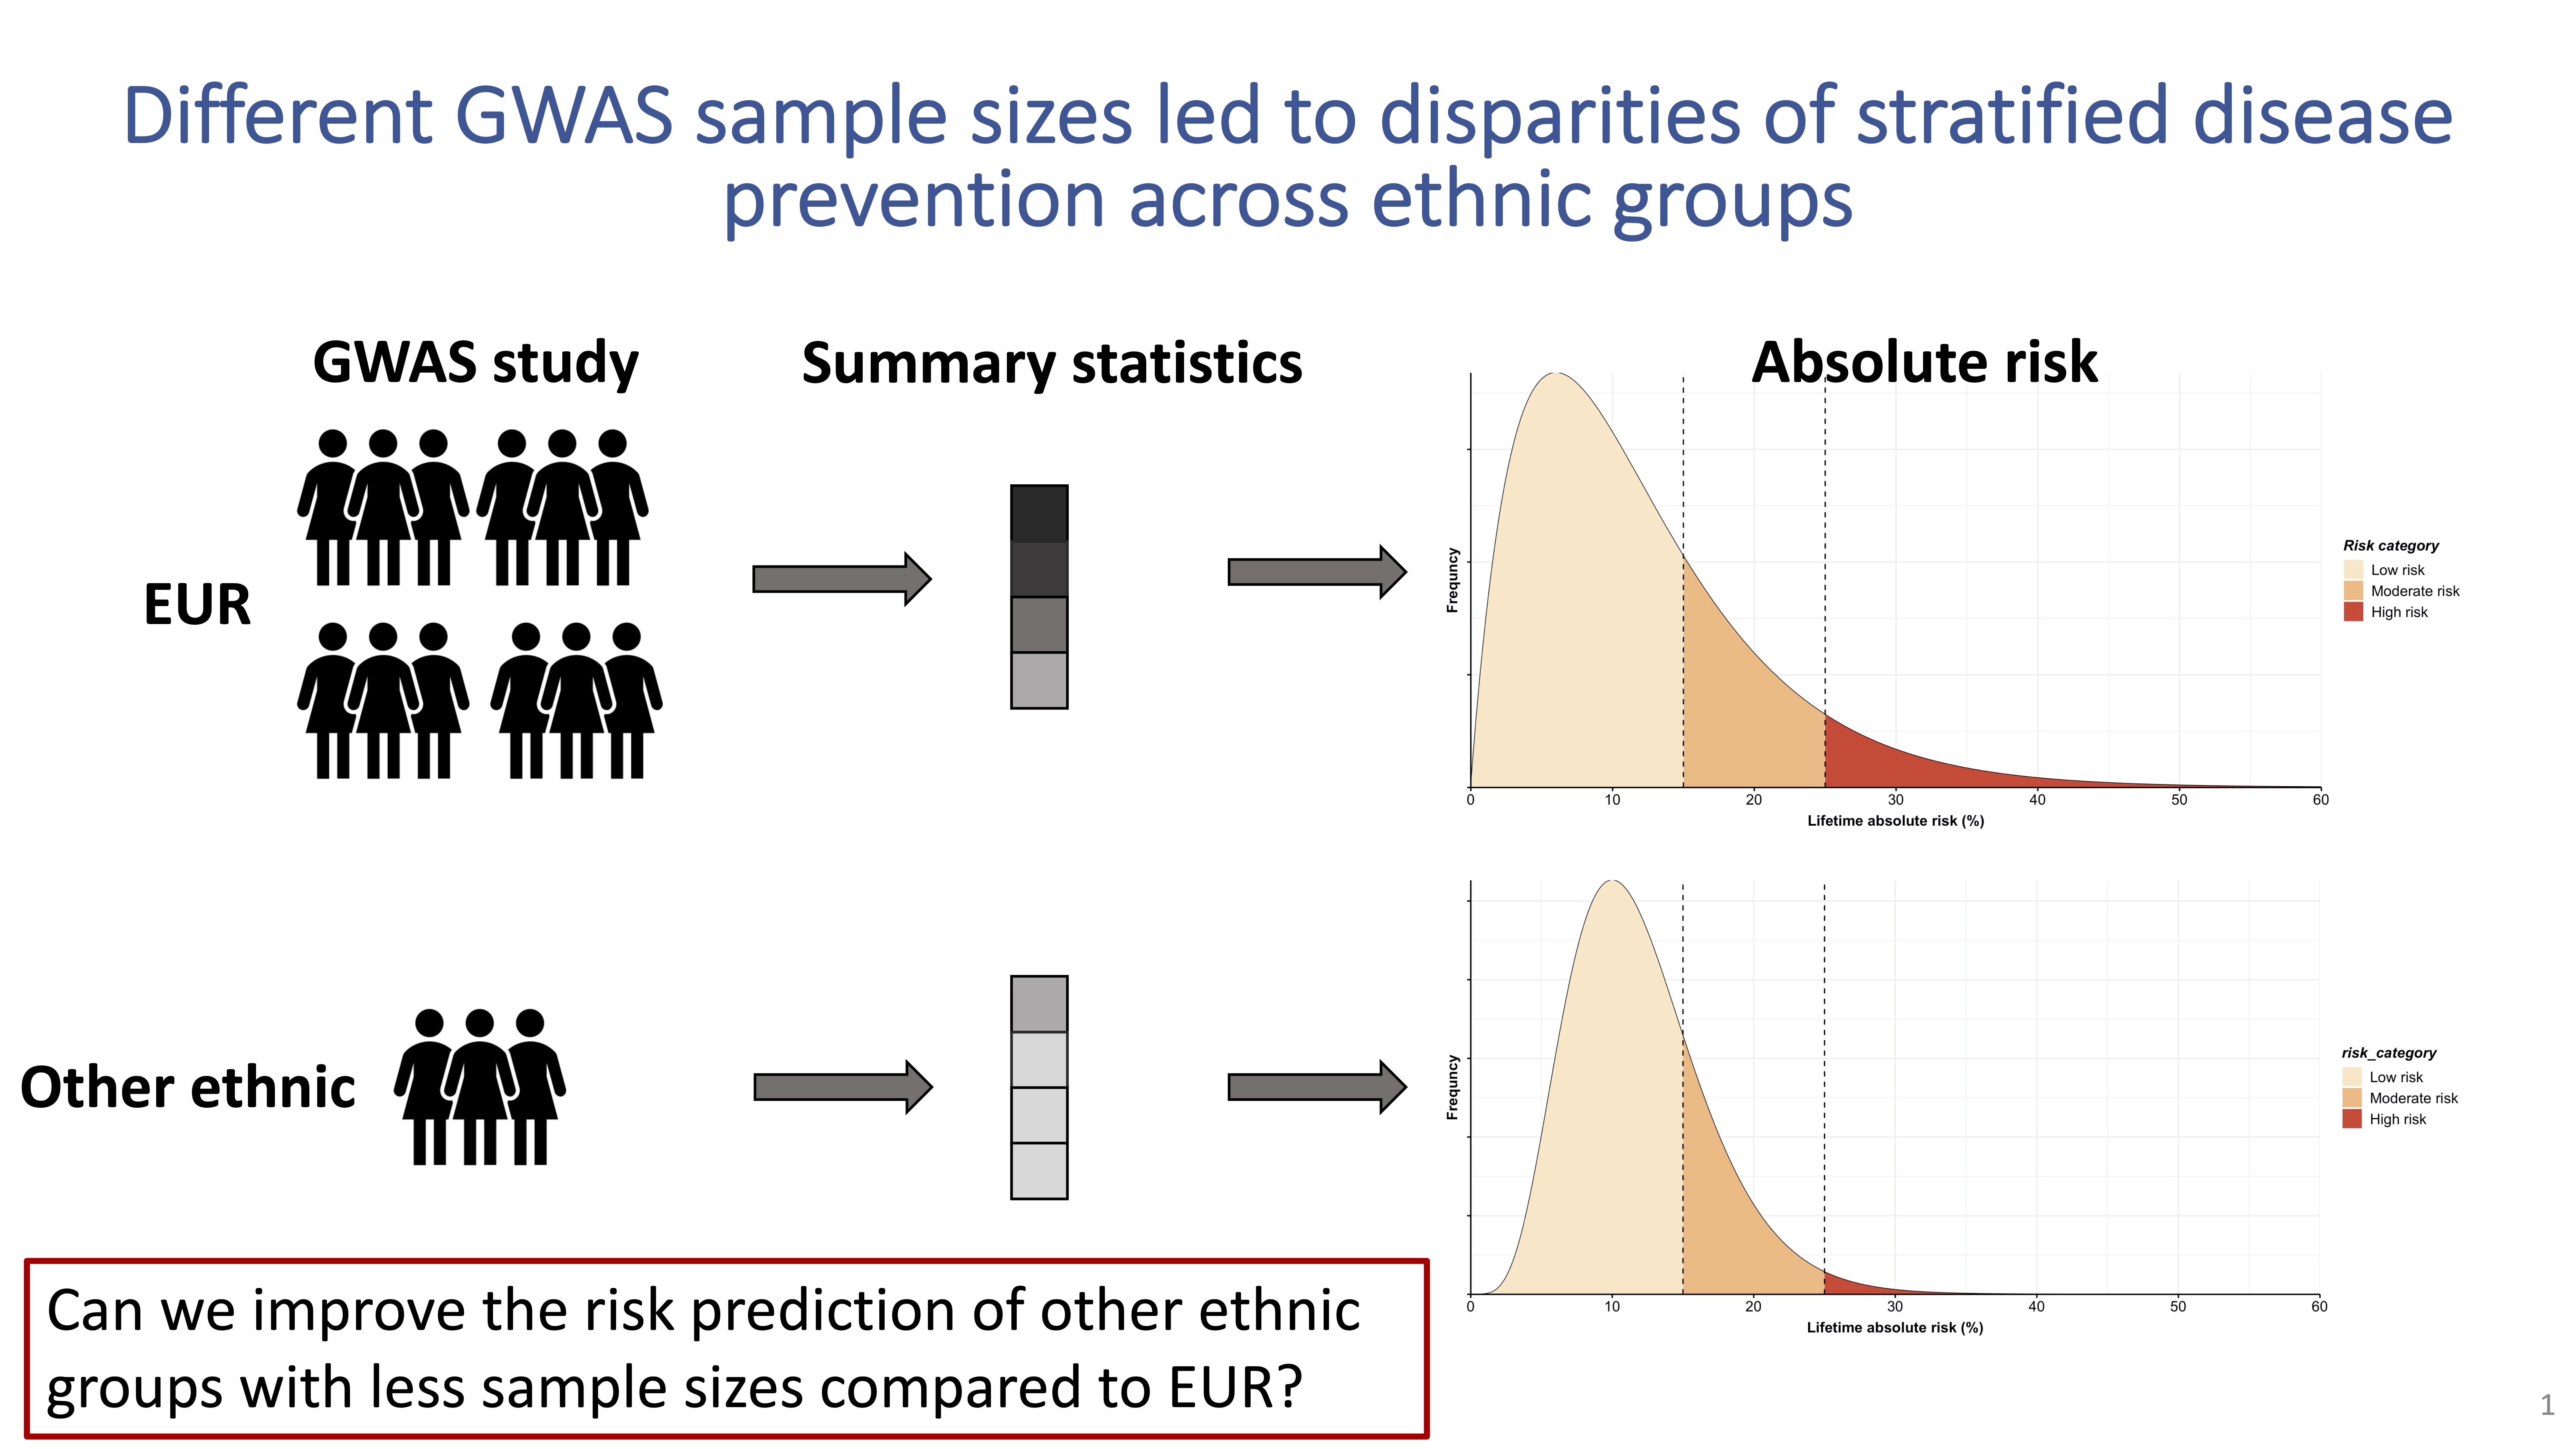 Different GWAS sample sizes led to disparities of stratified disease
prevention across ethnic groups
GWAS study
Summary statistics
Absolute risk
EUR
Frequncy
0 10 20 30 40 50 60
Lifetime absolute risk (%)
Risk category
Low risk
Moderate risk
High risk
Other ethnic
Frequncy
0 10 20 30 40 50 60
Lifetime absolute risk (%)
risk_category
Low risk
Moderate risk
High risk
Can we improve the risk prediction of other ethnic
groups with less sample sizes compared to EUR?
1